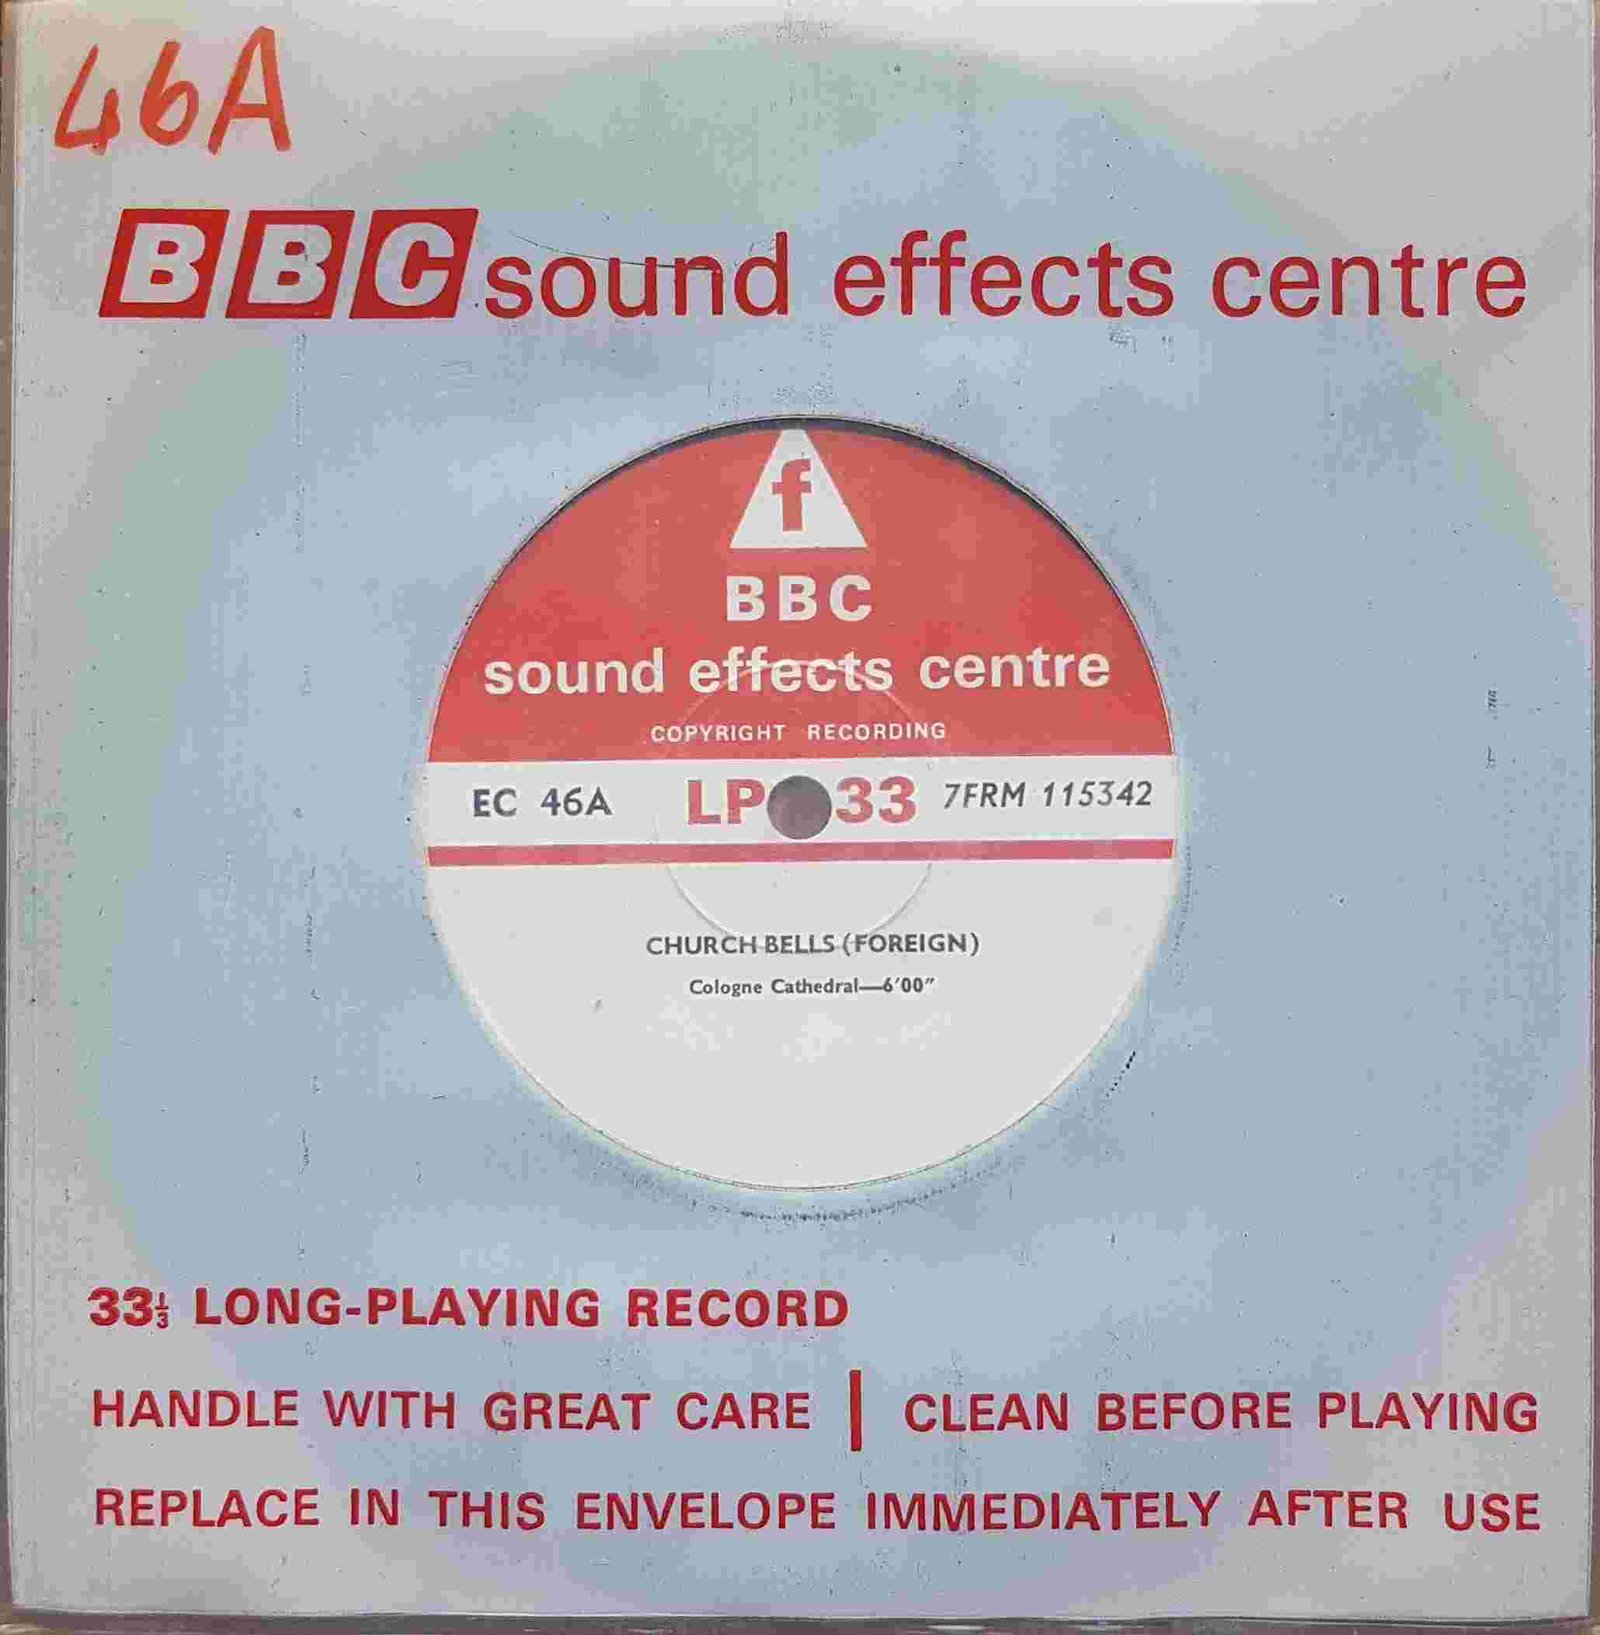 46A
BBC sound effects centre
f
BBC
sound effects centre
COPYRIGHT RECORDING
EC 46A LP 33 7FRM 115342
CHURCH BELLS (FOREIGN)
Cologne Cathedral—6'00"
33⅓ LONG-PLAYING RECORD
HANDLE WITH GREAT CARE | CLEAN BEFORE PLAYING
REPLACE IN THIS ENVELOPE IMMEDIATELY AFTER USE